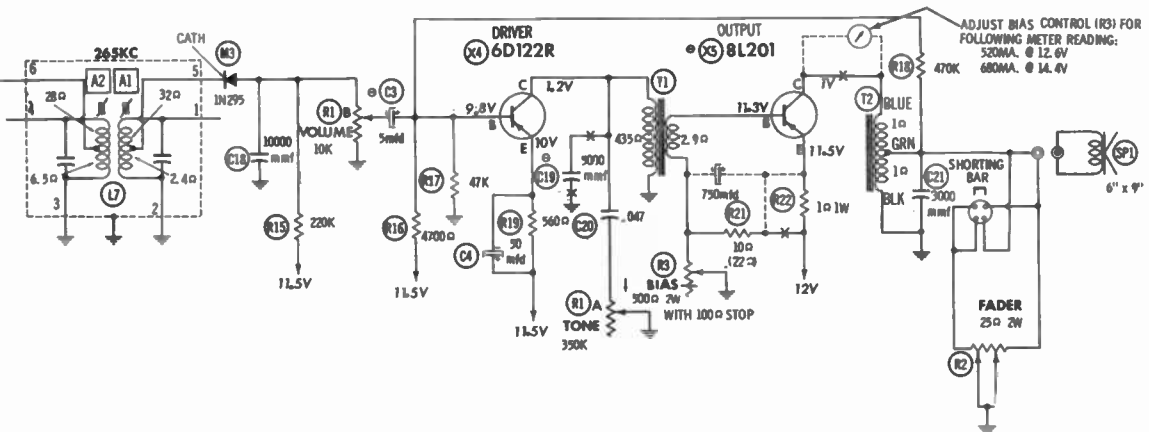 265KC
CATH
M3
6
A2
A1
5
1N295
28Ω
32Ω
4
1
6.5Ω
2.4Ω
L7
3
2
C18
10000
mmf
R15
220K
11.5V
R1
B
VOLUME
10K
C3
5mfd
R16
4700Ω
11.5V
R17
47K
DRIVER
X4 6D122R
9.8V
B
C
1.2V
E
10V
C4
R19
50
mfd
560Ω
11.5V
C19
5000
mmf
C20
.047
R1
A
TONE
350K
T1
435Ω
2.9Ω
R3
BIAS
500Ω 2W
WITH 100Ω STOP
OUTPUT
X5 8L201
11.3V
B
C
1V
E
11.5V
750mfd
R22
1Ω 1W
R21
10Ω
(22Ω)
12V
ADJUST BIAS CONTROL (R3) FOR
FOLLOWING METER READING:
520MA. @ 12.6V
680MA. @ 14.4V
R18
470K
T2
BLUE
1Ω
GRN
1Ω
BLK
C21
3000
mmf
SHORTING
BAR
FADER
25Ω 2W
R2
SP1
6" x 9"